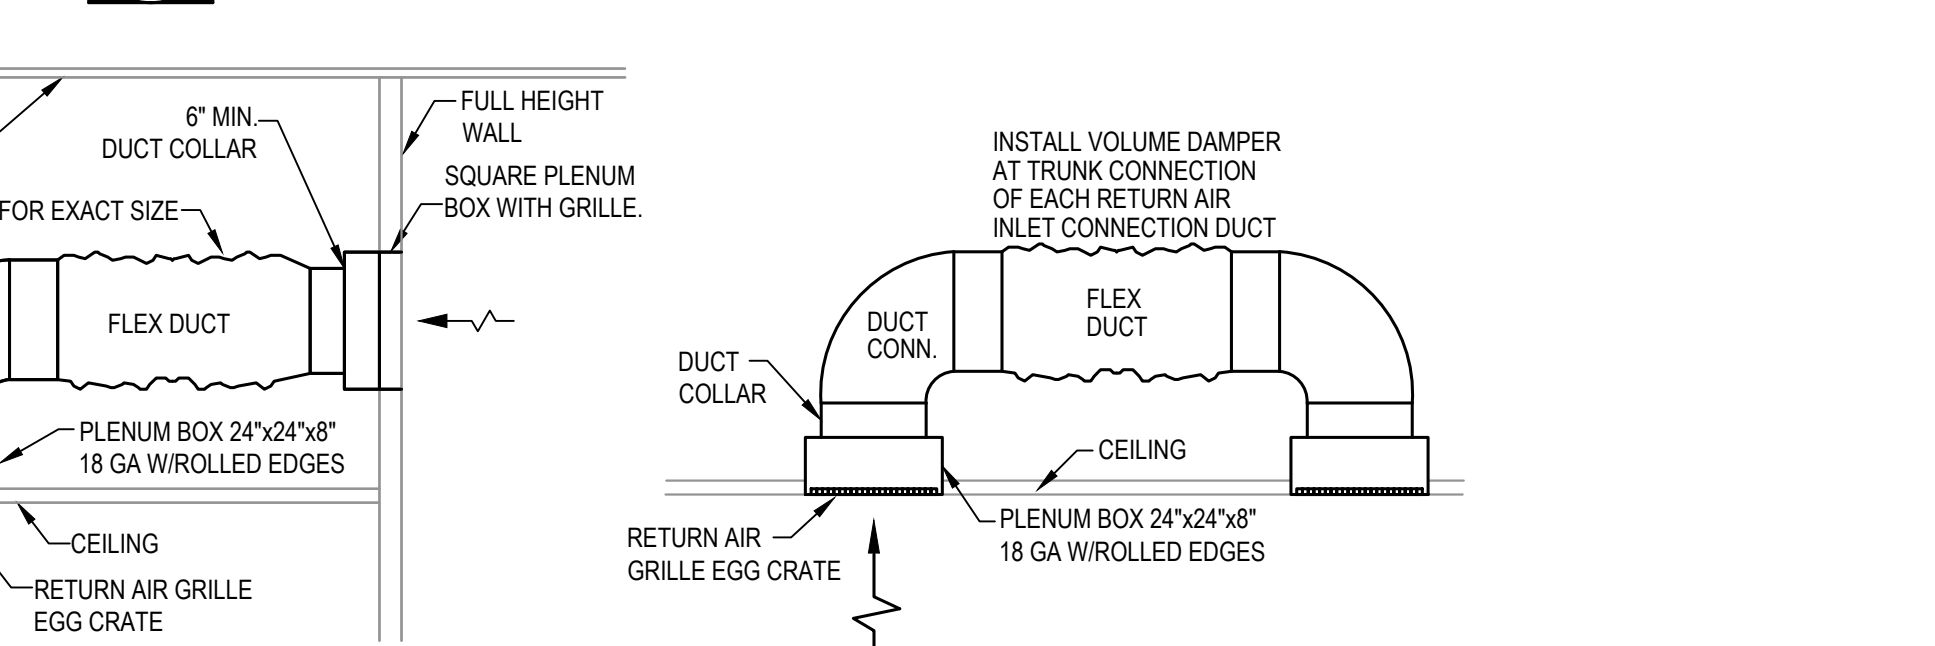 6" MIN.
DUCT COLLAR
FOR EXACT SIZE
FLEX DUCT
FULL HEIGHT
WALL
SQUARE PLENUM
BOX WITH GRILLE.
PLENUM BOX 24"x24"x8"
18 GA W/ROLLED EDGES
CEILING
RETURN AIR GRILLE
EGG CRATE
INSTALL VOLUME DAMPER
AT TRUNK CONNECTION
OF EACH RETURN AIR
INLET CONNECTION DUCT
FLEX
DUCT
DUCT
CONN.
DUCT
COLLAR
CEILING
PLENUM BOX 24"x24"x8"
18 GA W/ROLLED EDGES
RETURN AIR
GRILLE EGG CRATE